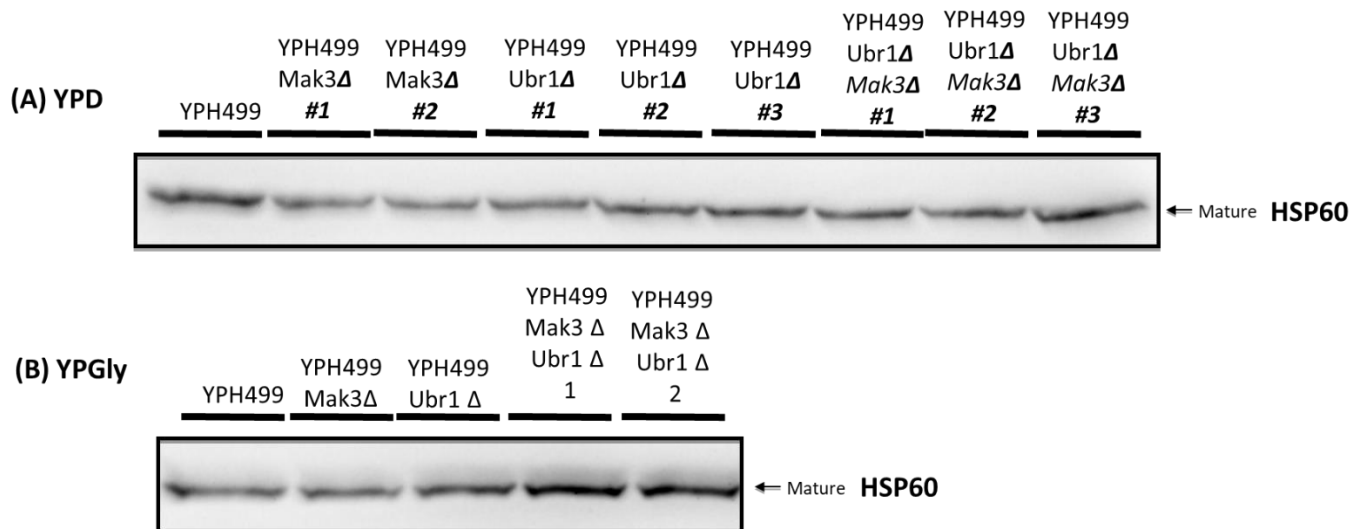 (A) YPD
YPH499
YPH499
Mak3Δ
#1
YPH499
Mak3Δ
#2
YPH499
Ubr1Δ
#1
YPH499
Ubr1Δ
#2
YPH499
Ubr1Δ
#3
YPH499
Ubr1Δ
Mak3Δ
#1
YPH499
Ubr1Δ
Mak3Δ
#2
YPH499
Ubr1Δ
Mak3Δ
#3
Mature HSP60
(B) YPGly
YPH499
YPH499
Mak3Δ
YPH499
Ubr1 Δ
YPH499
Mak3 Δ
Ubr1 Δ
1
YPH499
Mak3 Δ
Ubr1 Δ
2
Mature HSP60